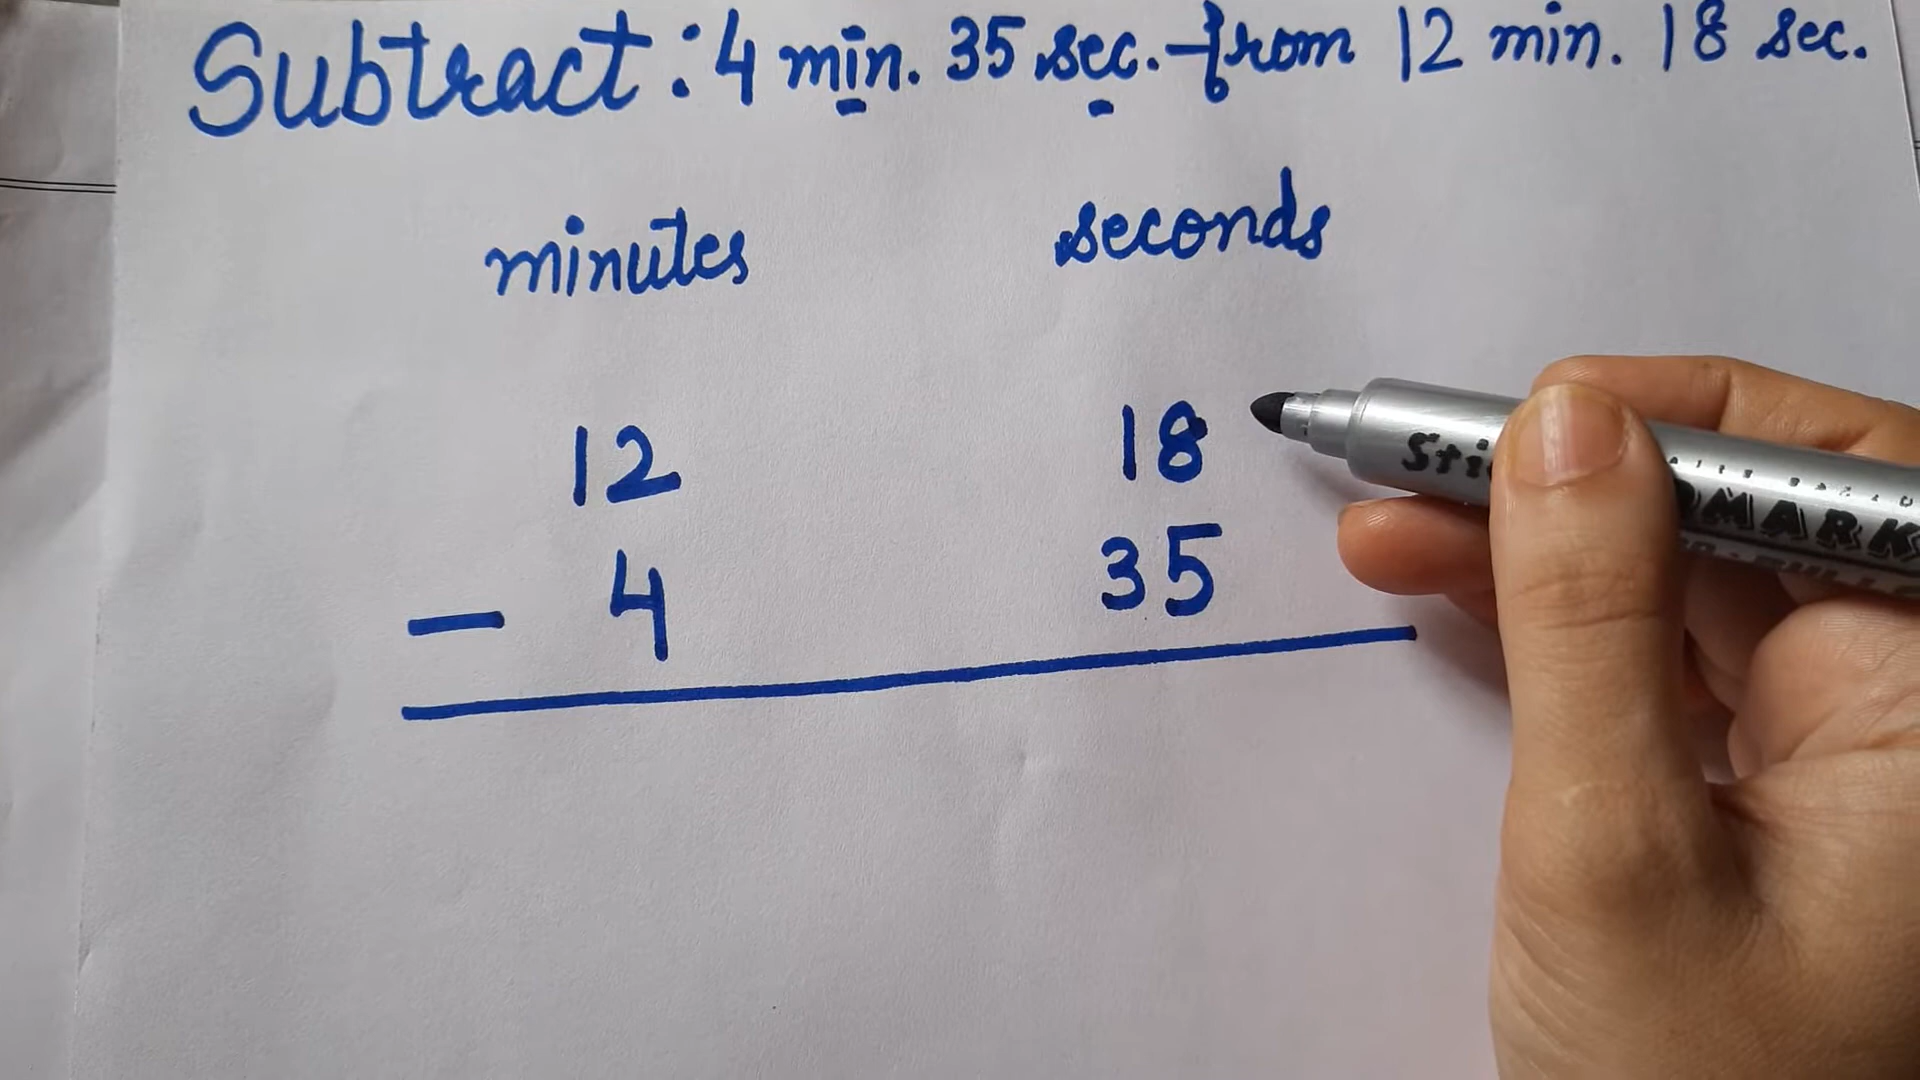 Subtract: 4 min. 35 sec. from 12 min. 18 sec.
minutes seconds
12 18
- 4 35